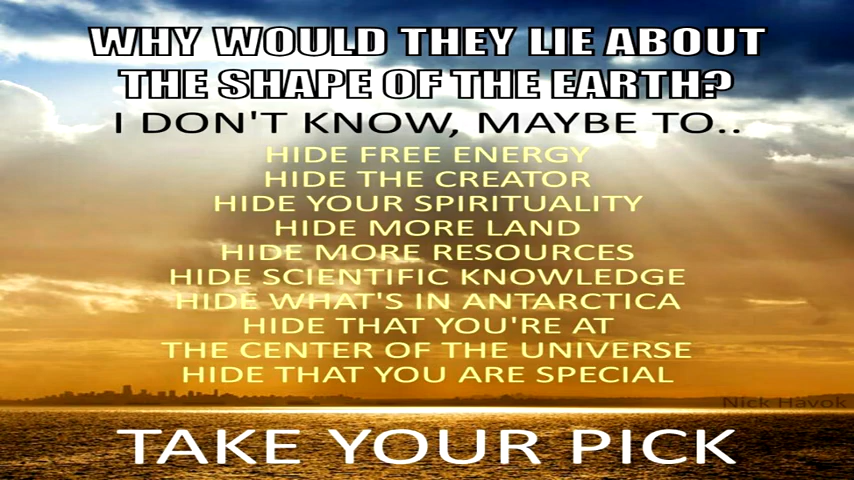 WHY WOULD THEY LIE ABOUT
THE SHAPE OF THE EARTH?
I DON'T KNOW, MAYBE TO..
HIDE FREE ENERGY
HIDE THE CREATOR
HIDE YOUR SPIRITUALITY
HIDE MORE LAND
HIDE MORE RESOURCES
HIDE SCIENTIFIC KNOWLEDGE
HIDE WHAT'S IN ANTARCTICA
HIDE THAT YOU'RE AT
THE CENTER OF THE UNIVERSE
HIDE THAT YOU ARE SPECIAL
Nick Havok
TAKE YOUR PICK